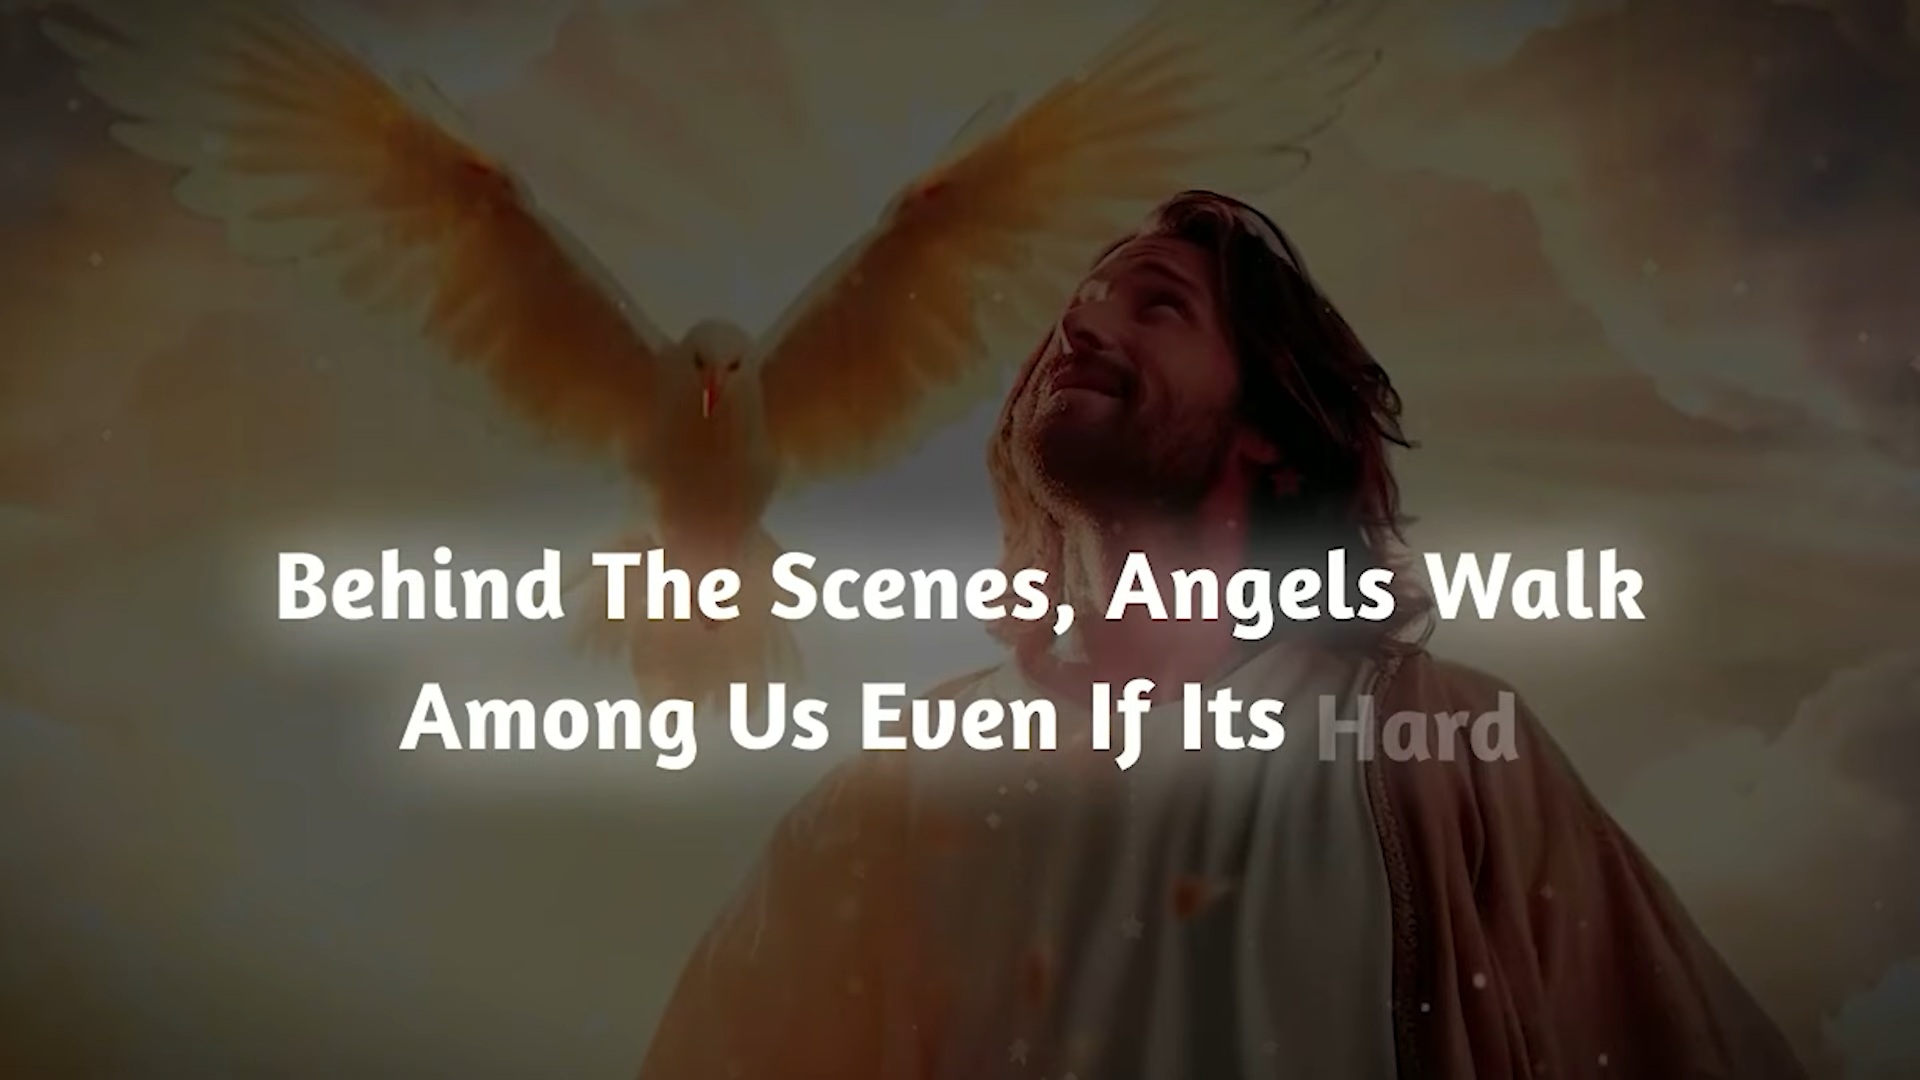 Behind The Scenes, Angels Walk
Among Us Even If Its Hard